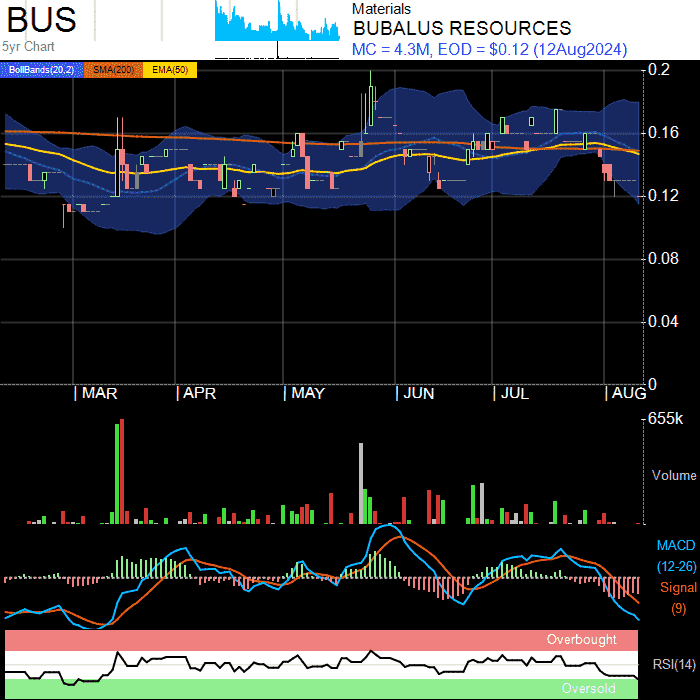 BUS
5yr Chart
Materials
BUBALUS RESOURCES
MC = 4.3M, EOD = $0.12 (12Aug2024)
BollBands(20,2) SMA(200) EMA(50)
0.2
0.16
0.12
0.08
0.04
0
| MAR | APR | MAY | JUN | JUL | AUG
655k
Volume
MACD
(12-26)
Signal
(9)
Overbought
RSI(14)
Oversold